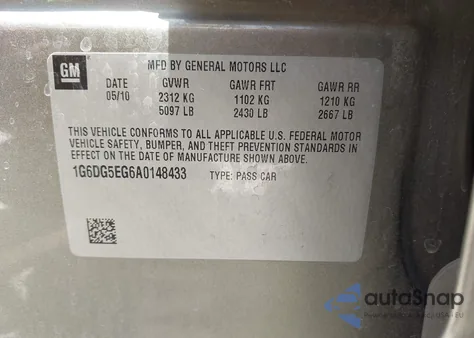 GM
MFD BY GENERAL MOTORS LLC
DATE GVWR GAWR FRT GAWR RR
05/10 2312 KG 1102 KG 1210 KG
5097 LB 2430 LB 2667 LB
THIS VEHICLE CONFORMS TO ALL APPLICABLE U.S. FEDERAL MOTOR
VEHICLE SAFETY, BUMPER, AND THEFT PREVENTION STANDARDS IN
EFFECT ON THE DATE OF MANUFACTURE SHOWN ABOVE.
1G6DG5EG6A0148433 TYPE: PASS CAR
autoSnap